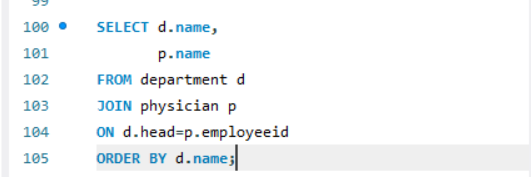 99
100 SELECT d.name,
101 p.name
102 FROM department d
103 JOIN physician p
104 ON d.head=p.employeeid
105 ORDER BY d.name;